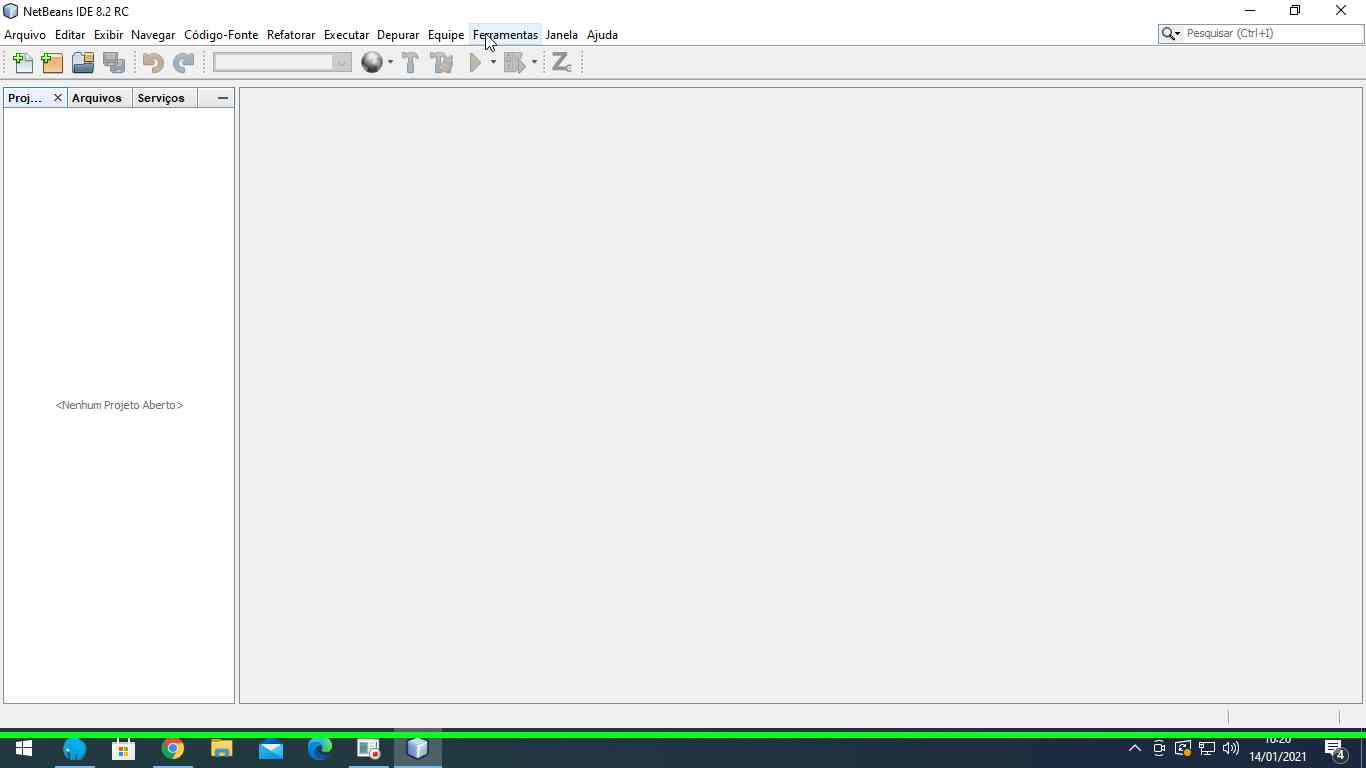 NetBeans IDE 8.2 RC
Arquivo Editar Exibir Navegar Código-Fonte Refatorar Executar Depurar Equipe Ferramentas Janela Ajuda
Pesquisar (Ctrl+I)
Proj... Arquivos Serviços
<Nenhum Projeto Aberto>
10:20
14/01/2021
4